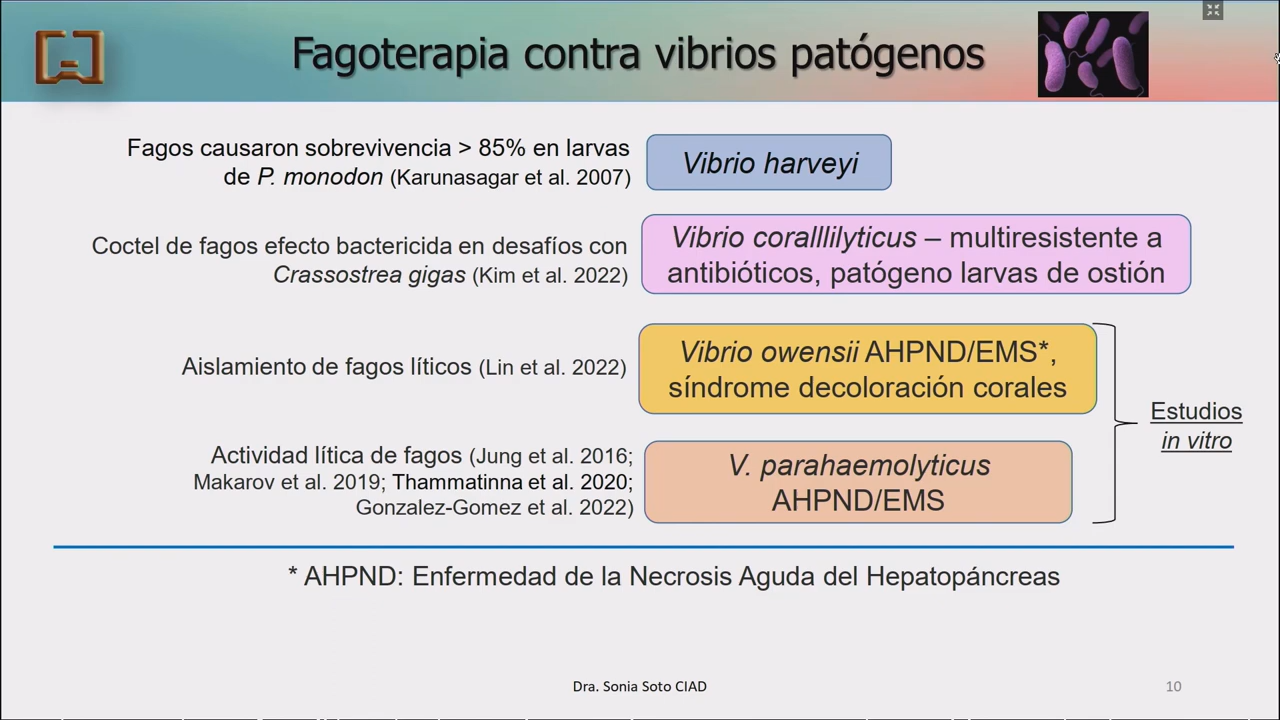 Fagoterapia contra vibrios patógenos
Fagos causaron sobrevivencia > 85% en larvas
de P. monodon (Karunasagar et al. 2007)
Vibrio harveyi
Coctel de fagos efecto bactericida en desafíos con
Crassostrea gigas (Kim et al. 2022)
Vibrio coralllilyticus – multiresistente a
antibióticos, patógeno larvas de ostión
Aislamiento de fagos líticos (Lin et al. 2022)
Vibrio owensii AHPND/EMS*,
síndrome decoloración corales
Actividad lítica de fagos (Jung et al. 2016;
Makarov et al. 2019; Thammatinna et al. 2020;
Gonzalez-Gomez et al. 2022)
V. parahaemolyticus
AHPND/EMS
Estudios
in vitro
* AHPND: Enfermedad de la Necrosis Aguda del Hepatopáncreas
Dra. Sonia Soto CIAD
10